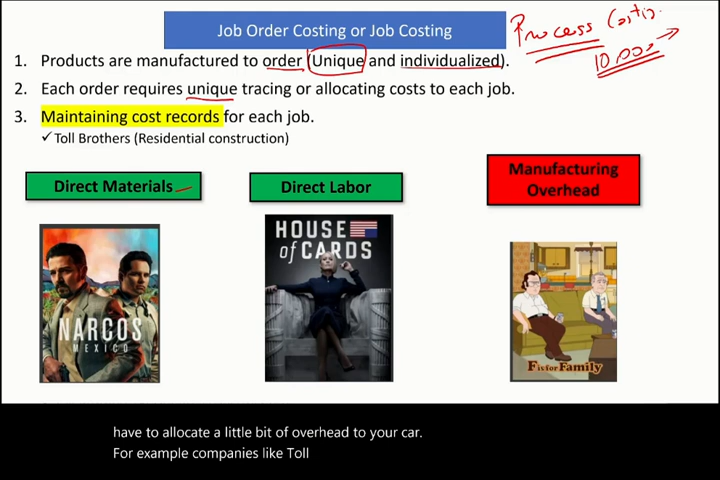 Job Order Costing or Job Costing
Process Costing
10.000
1. Products are manufactured to order (Unique and individualized).
2. Each order requires unique tracing or allocating costs to each job.
3. Maintaining cost records for each job.
✓ Toll Brothers (Residential construction)
Direct Materials
Direct Labor
Manufacturing
Overhead
NARCOS
MEXICO
HOUSE
of CARDS
F is for Family
have to allocate a little bit of overhead to your car.
For example companies like Toll